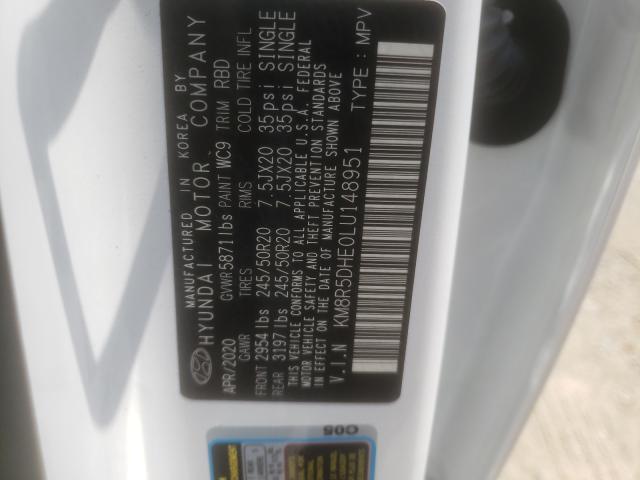 MANUFACTURED IN KOREA BY
HYUNDAI MOTOR COMPANY
APR/2020 GVWR 5871lbs PAINT WC9 TRIM RBD
GAWR TIRES RIMS COLD TIRE INFL
FRONT 2954 lbs 245/50R20 7.5JX20 35psi SINGLE
REAR 3197 lbs 245/50R20 7.5JX20 35psi SINGLE
THIS VEHICLE CONFORMS TO ALL APPLICABLE U.S.A. FEDERAL
MOTOR VEHICLE SAFETY AND THEFT PREVENTION STANDARDS
IN EFFECT ON THE DATE OF MANUFACTURE SHOWN ABOVE
V.I.N KM8R5DHE0LU148951 TYPE : MPV
C05